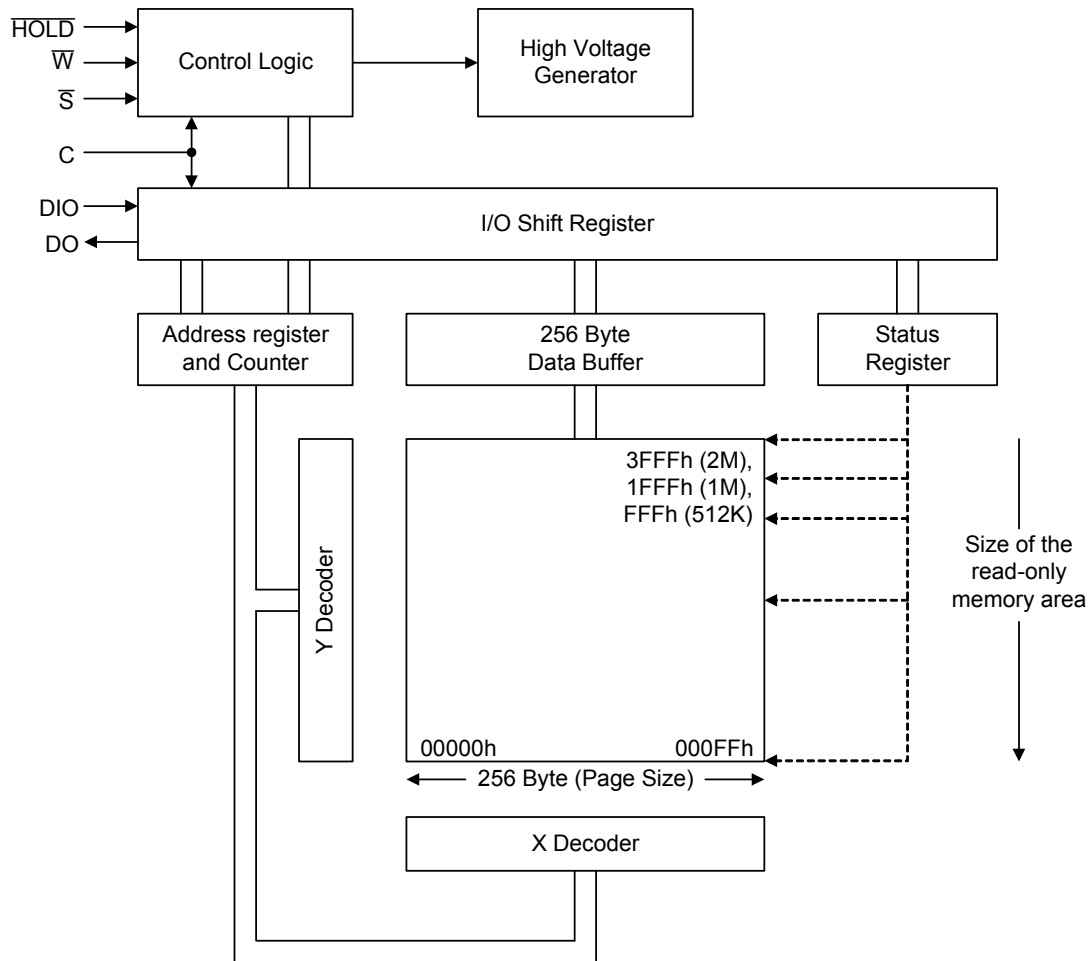 HOLD
W
S
C
DIO
DO
Control Logic
High Voltage
Generator
I/O Shift Register
Address register
and Counter
256 Byte
Data Buffer
Status
Register
Y Decoder
3FFFh (2M),
1FFFh (1M),
FFFh (512K)
00000h
000FFh
256 Byte (Page Size)
Size of the
read-only
memory area
X Decoder